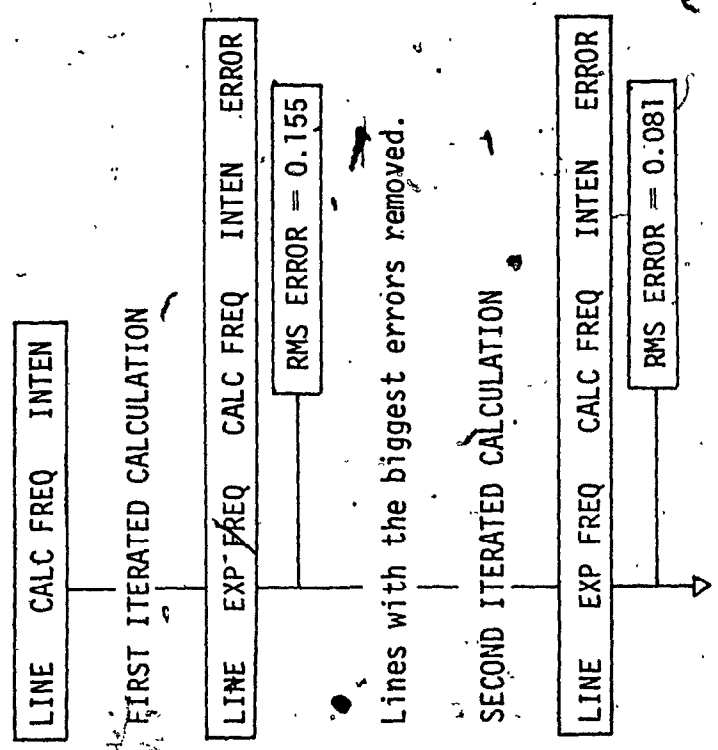 LINE CALC FREQ INTEN
FIRST ITERATED CALCULATION
LINE EXP FREQ CALC FREQ INTEN ERROR
RMS ERROR = 0.155
Lines with the biggest errors removed.
SECOND ITERATED CALCULATION
LINE EXP FREQ CALC FREQ INTEN ERROR
RMS ERROR = 0.081